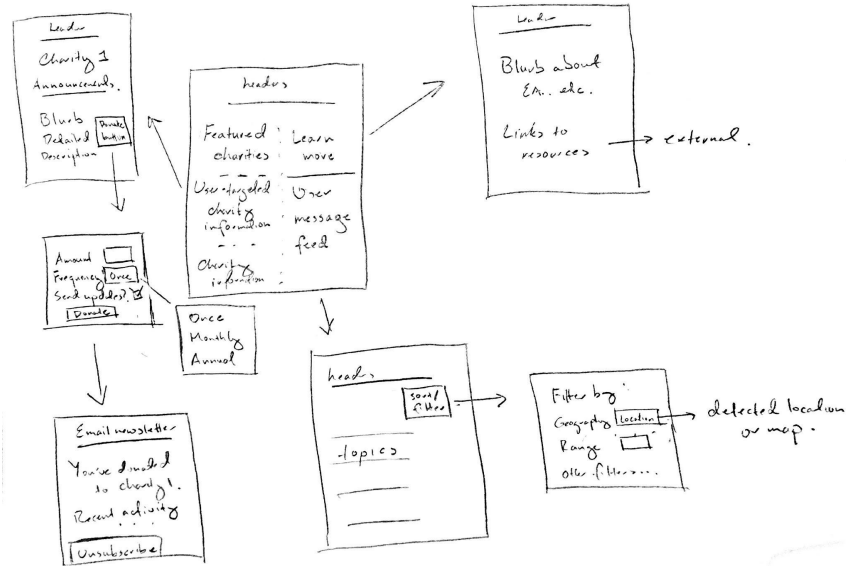 header
Charity 1
Announcements.
Blurb
Detailed
Description
Donate
button
header
Featured
charities
User-targeted
charity
information
Charity
information
Learn
more
User
message
feed
header
Blurb about
EA.. etc.
Links to
resources
external.
Amount
Frequency
Once
Send updates?
Donate
Once
Monthly
Annual
Email newsletter
You've donated
to charity 1.
Recent activity
. . .
Unsubscribe
header
sort/
filter
topics
Filter by:
Geography
Location
Range
other filters...
detected location
or map.